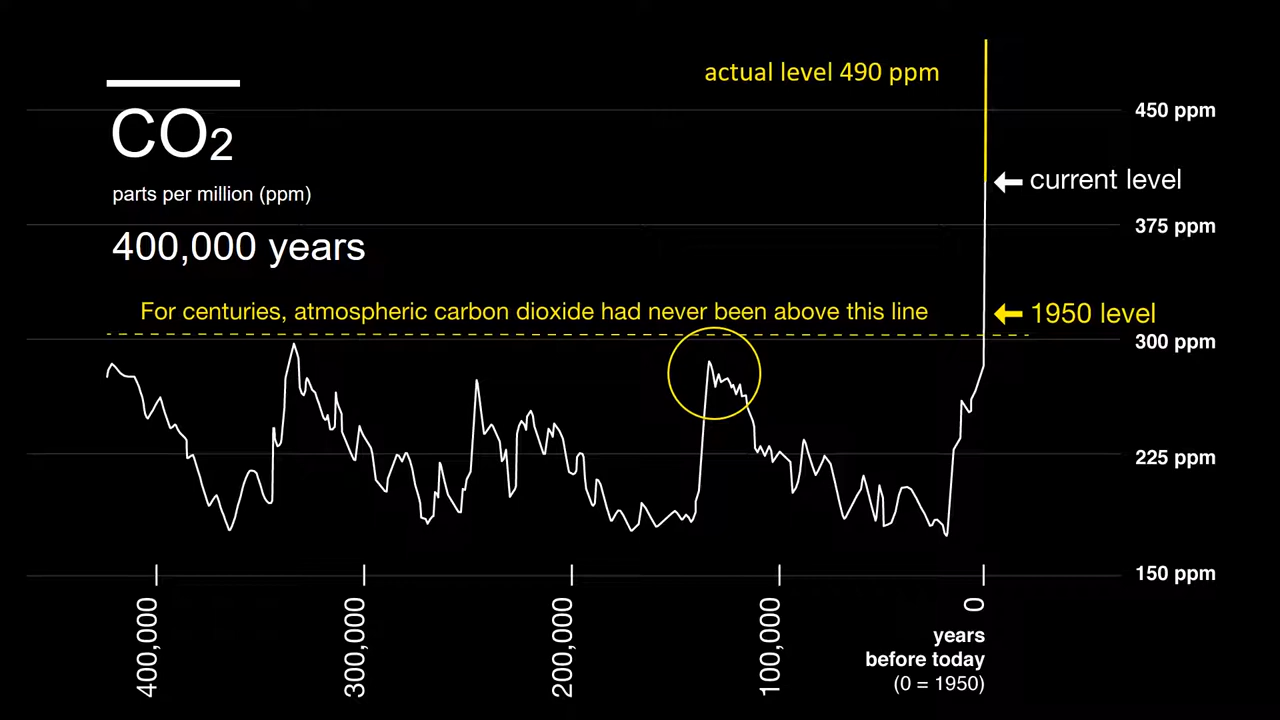 actual level 490 ppm
CO2
parts per million (ppm)
400,000 years
For centuries, atmospheric carbon dioxide had never been above this line
450 ppm
current level
375 ppm
1950 level
300 ppm
225 ppm
150 ppm
400,000
300,000
200,000
100,000
0
years
before today
(0 = 1950)